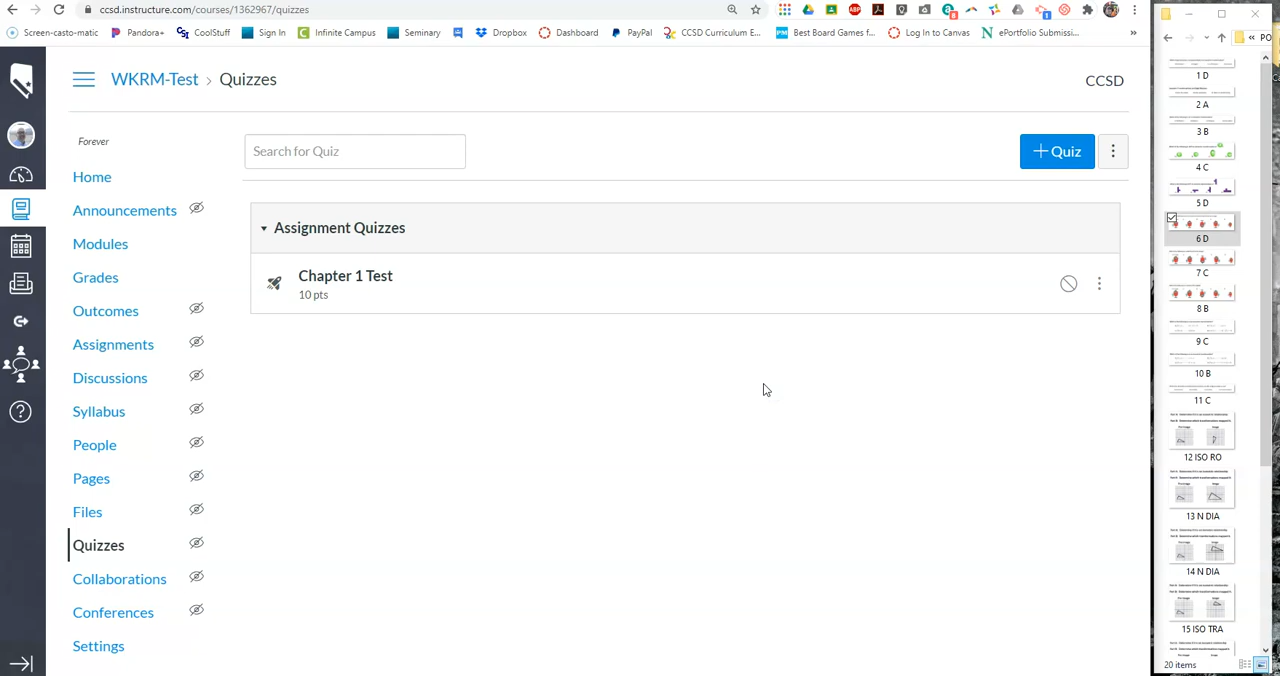 ccsd.instructure.com/courses/1362967/quizzes
Screen-castomatic
Pandora+
CoolStuff
Sign In
Infinite Campus
Seminary
Dropbox
Dashboard
PayPal
CCSD Curriculum E...
Best Board Games f...
Log In to Canvas
ePortfolio Submissi...
WKRM-Test › Quizzes
CCSD
Forever
Search for Quiz
+ Quiz
Home
Announcements
Modules
Grades
Outcomes
Assignments
Discussions
Syllabus
People
Pages
Files
Quizzes
Collaborations
Conferences
Settings
Assignment Quizzes
Chapter 1 Test
10 pts
« PO
1 D
2 A
3 B
4 C
5 D
6 D
7 C
8 B
9 C
10 B
11 C
12 ISO RO
13 N DIA
14 N DIA
15 ISO TRA
20 items